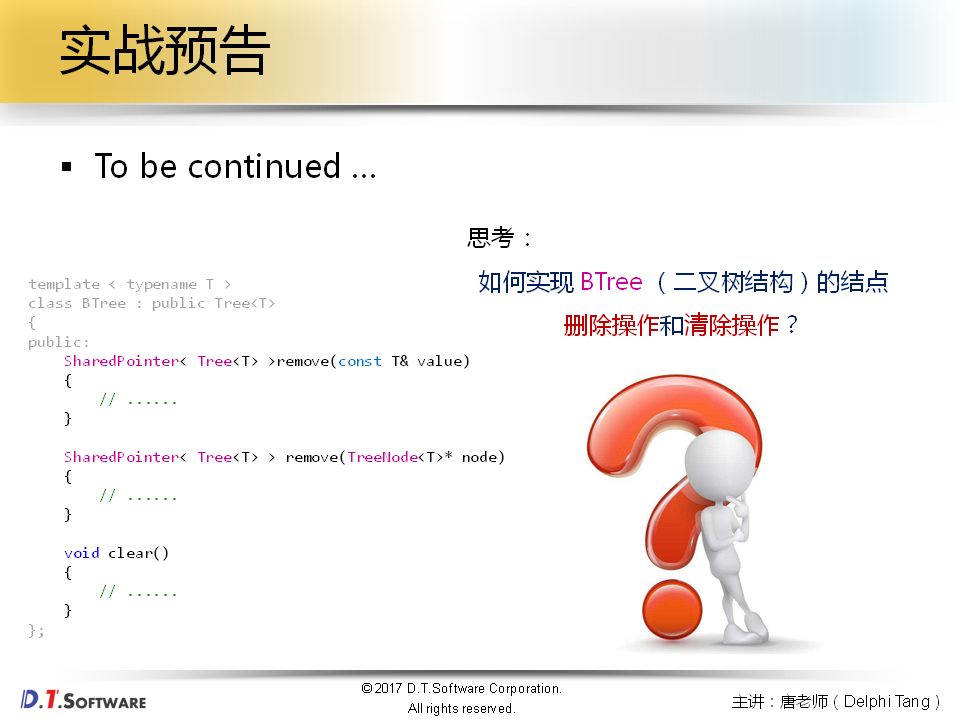 实战预告
▪ To be continued …
思考：
如何实现 BTree （二叉树结构）的结点
删除操作和清除操作？
template < typename T >
class BTree : public Tree<T>
{
public:
    SharedPointer< Tree<T> >remove(const T& value)
    {
        // ......
    }

    SharedPointer< Tree<T> > remove(TreeNode<T>* node)
    {
        // ......
    }

    void clear()
    {
        // ......
    }
};
D.T.SOFTWARE
©2017 D.T.Software Corporation.
All rights reserved.
主讲：唐老师（Delphi Tang）